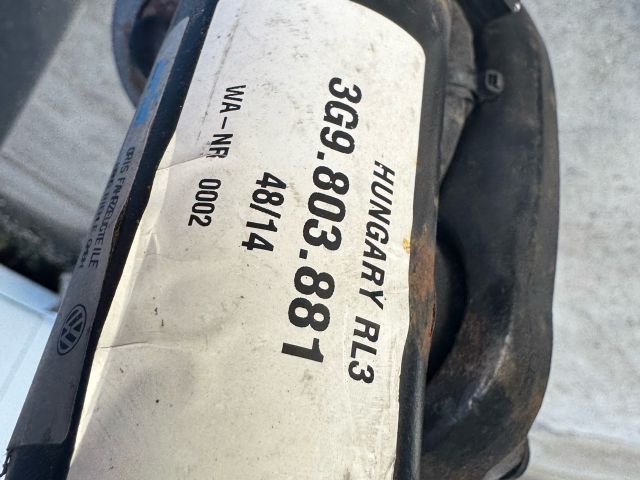 HUNGARY RL3
3G9.803.881
48/14
WA-NR 0002